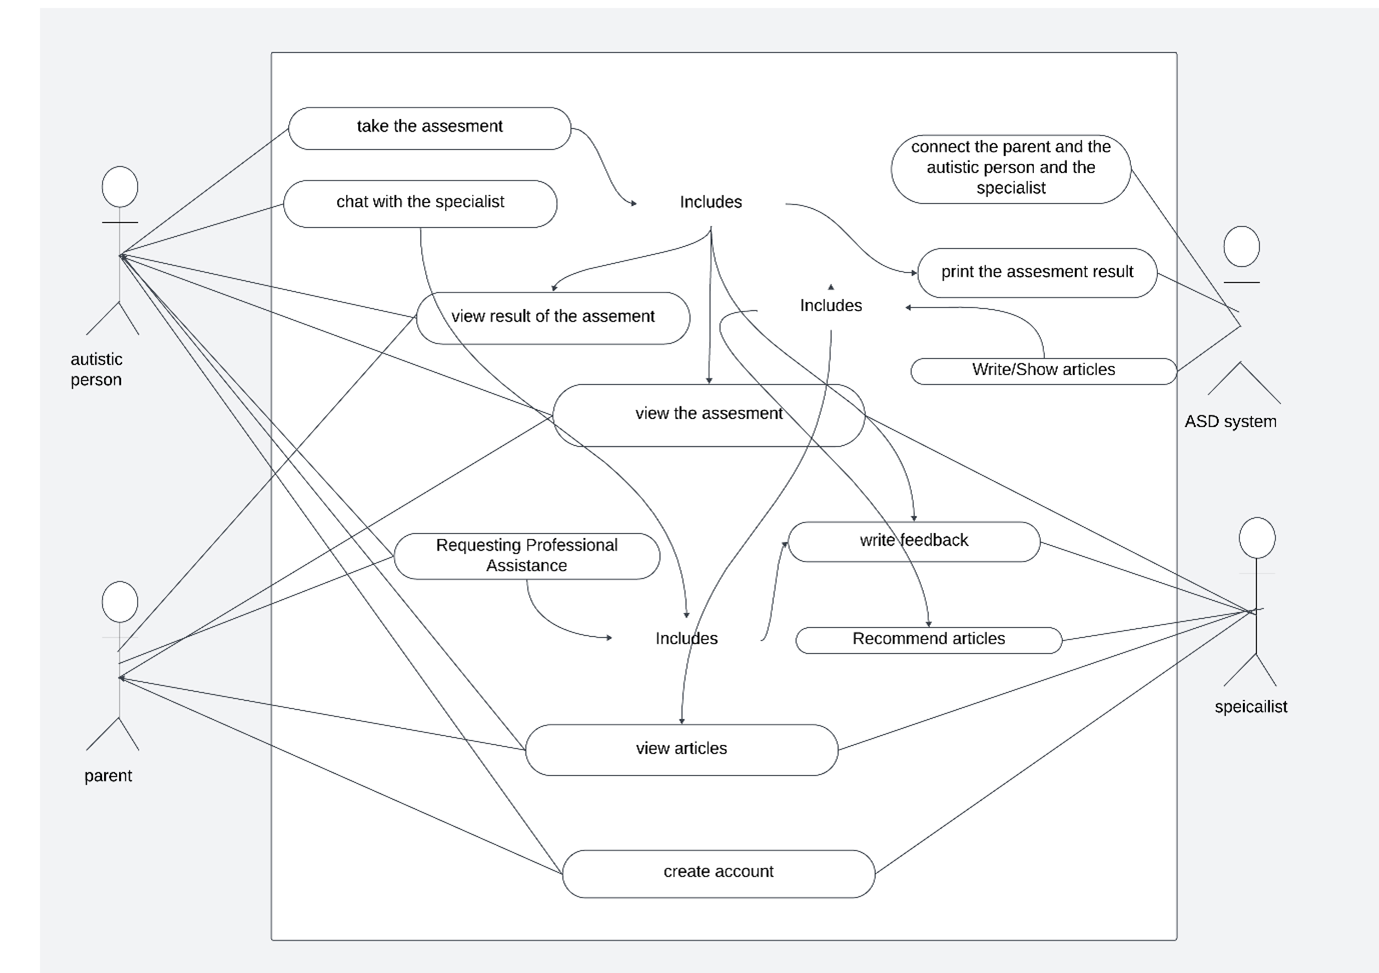 take the assesment
connect the parent and the
autistic person and the
specialist
chat with the specialist
Includes
print the assesment result
view result of the assement
Includes
autistic
person
Write/Show articles
view the assesment
ASD system
Requesting Professional
Assistance
write feedback
Includes
Recommend articles
speicailist
view articles
parent
create account